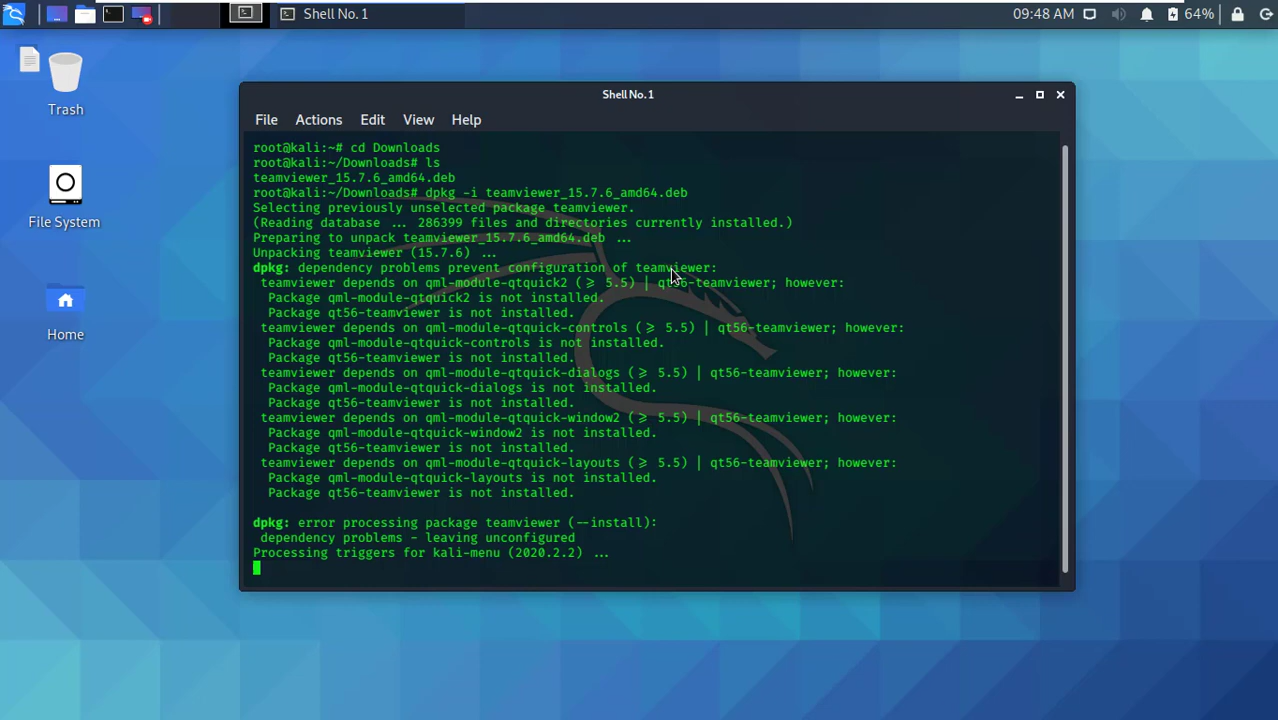 Shell No. 1
09:48 AM
64%
Trash
File System
Home
Shell No. 1
File Actions Edit View Help
root@kali:~# cd Downloads
root@kali:~/Downloads# ls
teamviewer_15.7.6_amd64.deb
root@kali:~/Downloads# dpkg -i teamviewer_15.7.6_amd64.deb
Selecting previously unselected package teamviewer.
(Reading database ... 286399 files and directories currently installed.)
Preparing to unpack teamviewer_15.7.6_amd64.deb ...
Unpacking teamviewer (15.7.6) ...
dpkg: dependency problems prevent configuration of teamviewer:
teamviewer depends on qml-module-qtquick2 (≥ 5.5) | qt56-teamviewer; however:
Package qml-module-qtquick2 is not installed.
Package qt56-teamviewer is not installed.
teamviewer depends on qml-module-qtquick-controls (≥ 5.5) | qt56-teamviewer; however:
Package qml-module-qtquick-controls is not installed.
Package qt56-teamviewer is not installed.
teamviewer depends on qml-module-qtquick-dialogs (≥ 5.5) | qt56-teamviewer; however:
Package qml-module-qtquick-dialogs is not installed.
Package qt56-teamviewer is not installed.
teamviewer depends on qml-module-qtquick-window2 (≥ 5.5) | qt56-teamviewer; however:
Package qml-module-qtquick-window2 is not installed.
Package qt56-teamviewer is not installed.
teamviewer depends on qml-module-qtquick-layouts (≥ 5.5) | qt56-teamviewer; however:
Package qml-module-qtquick-layouts is not installed.
Package qt56-teamviewer is not installed.
dpkg: error processing package teamviewer (--install):
dependency problems - leaving unconfigured
Processing triggers for kali-menu (2020.2.2) ...